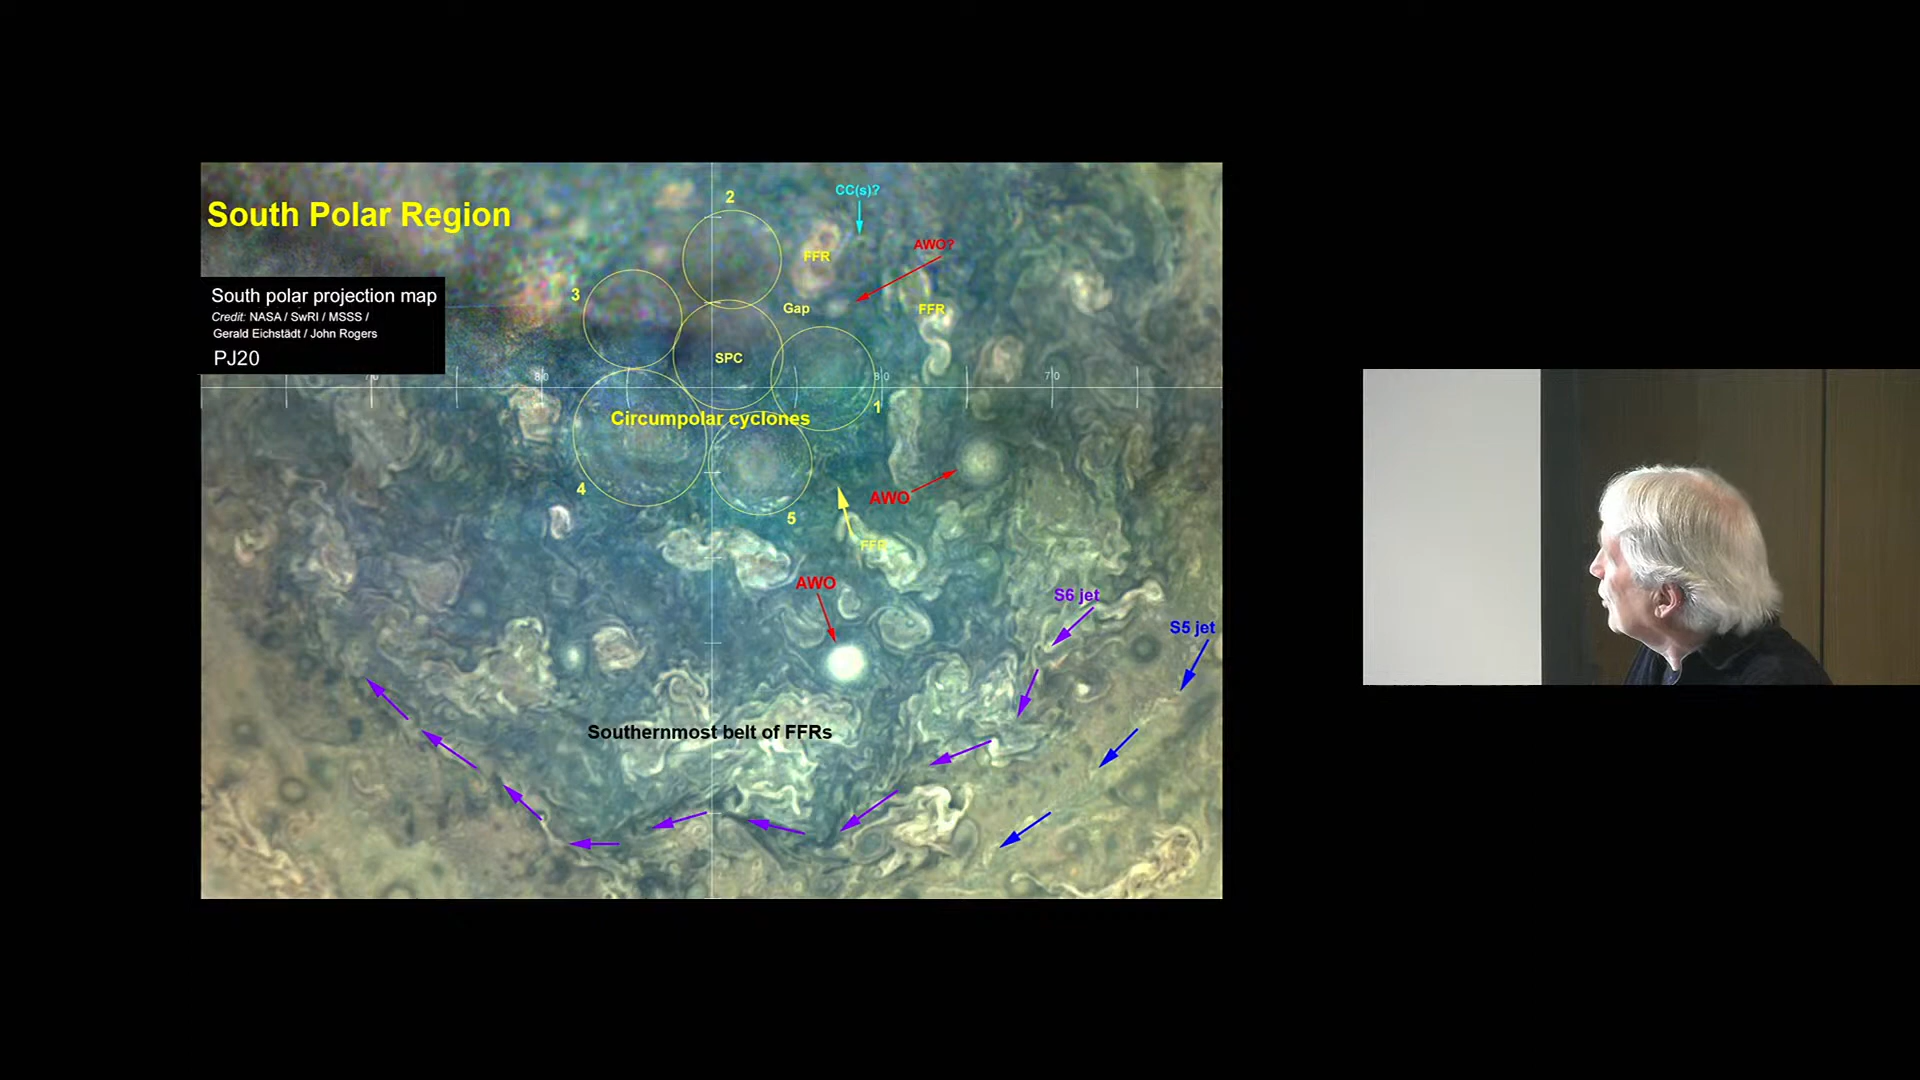 South Polar Region
South polar projection map
Credit: NASA / SwRI / MSSS /
Gerald Eichstädt / John Rogers
PJ20
2
CC(s)?
AWO?
FFR
3
Gap
FFR
SPC
80
80
70
Circumpolar cyclones
1
4
AWO
5
FFR
AWO
S6 jet
S5 jet
Southernmost belt of FFRs